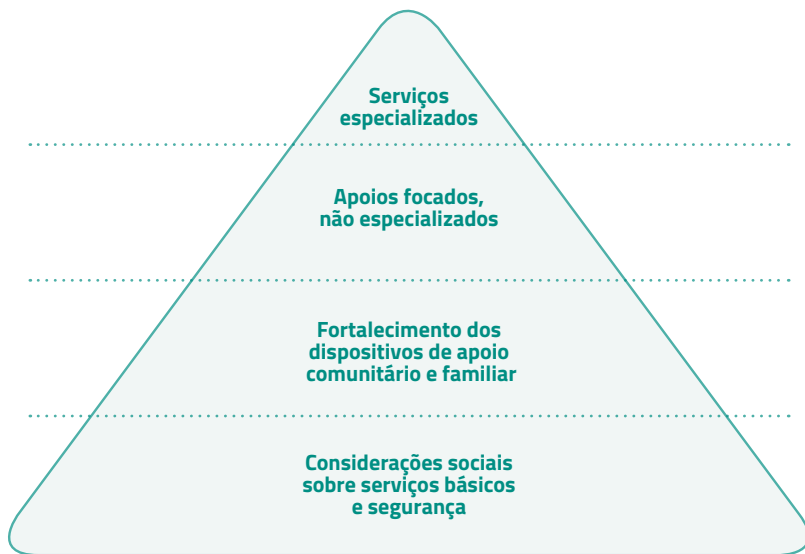 Serviços
especializados
Apoios focados,
não especializados
Fortalecimento dos
dispositivos de apoio
comunitário e familiar
Considerações sociais
sobre serviços básicos
e segurança